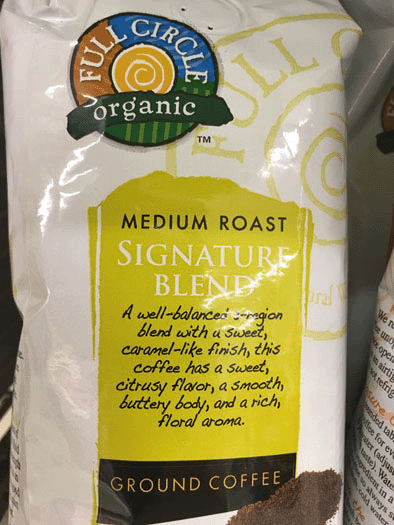 FULL CIRCLE
organic
TM
MEDIUM ROAST
SIGNATURE
BLEND
A well-balanced
blend with a sweet,
caramel-like finish, this
coffee has a sweet,
citrusy flavor, a smooth,
buttery body, and a rich,
floral aroma.
GROUND COFFEE